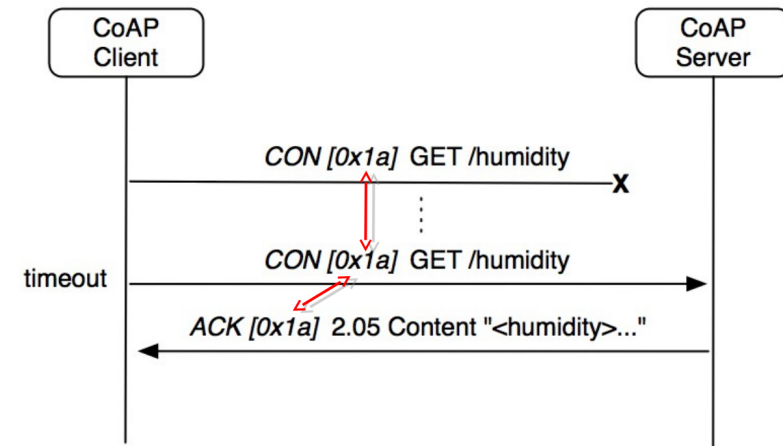 CoAP
Client
CoAP
Server
CON [0x1a] GET /humidity
X
CON [0x1a] GET /humidity
timeout
ACK [0x1a] 2.05 Content "<humidity>..."